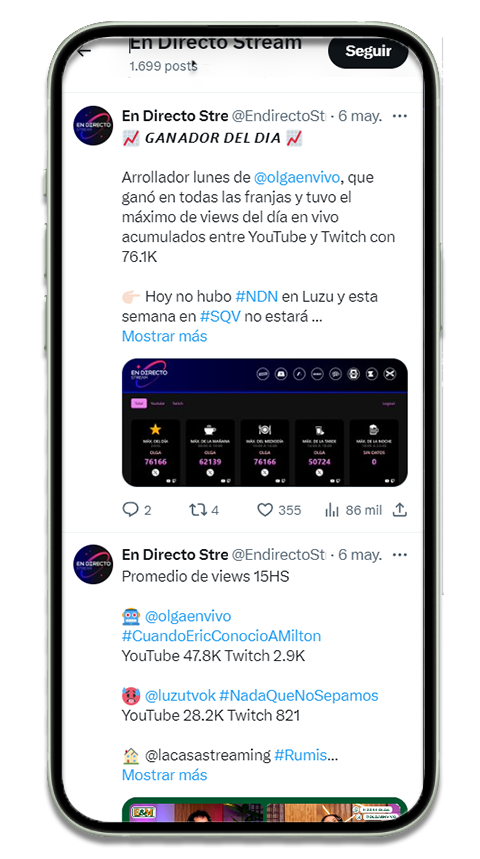 En Directo Stream
1.699 posts
Seguir
En Directo Stre @EndirectoSt · 6 may.
GANADOR DEL DIA
Arrollador lunes de @olgaenvivo, que
ganó en todas las franjas y tuvo el
máximo de views del día en vivo
acumulados entre YouTube y Twitch con
76.1K
Hoy no hubo #NDN en Luzu y esta
semana en #SQV no estará ...
Mostrar más
EN DIRECTO
STREAM
Total Youtube Twitch
MÁX. DEL DÍA
OLGA
76166
MÁX. DE LA MAÑANA
OLGA
62139
MÁX. DEL MEDIODÍA
OLGA
76166
MÁX. DE LA TARDE
OLGA
50724
MÁX. DE LA NOCHE
SIN DATOS
0
2 4 355 86 mil
En Directo Stre @EndirectoSt · 6 may.
Promedio de views 15HS
@olgaenvivo
#CuandoEricConocioAMilton
YouTube 47.8K Twitch 2.9K
@luzutvok #NadaQueNoSepamos
YouTube 28.2K Twitch 821
@lacasastreaming #Rumis...
Mostrar más